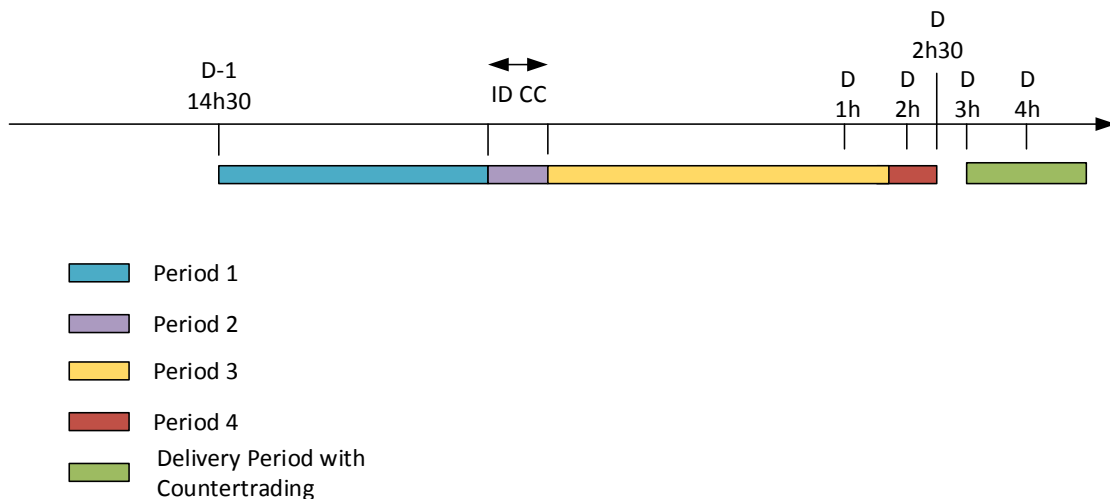 D
2h30
D-1
14h30
ID CC
D
1h
D
2h
D
3h
D
4h
Period 1
Period 2
Period 3
Period 4
Delivery Period with
Countertrading